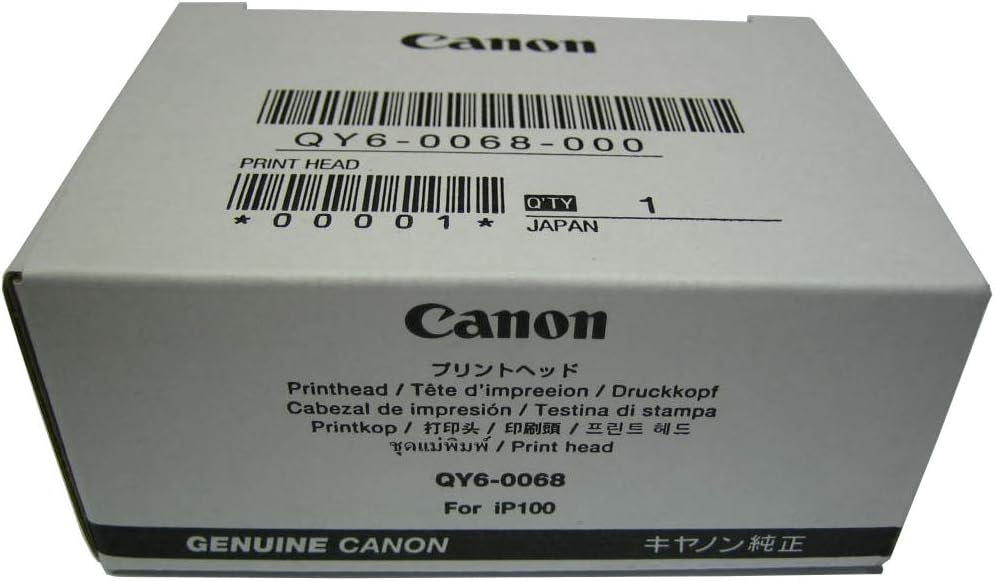 Canon
QY6-0068-000
PRINT HEAD
*00001*
Q'TY 1
JAPAN
Canon
プリントヘッド
Printhead / Tête d'impreeion / Druckkopf
Cabezal de impresión / Testina di stampa
Printkop / 打印头 / 印刷頭 / 프린트 헤드
ชุดแม่พิมพ์ / Print head
QY6-0068
For iP100
GENUINE CANON キヤノン純正